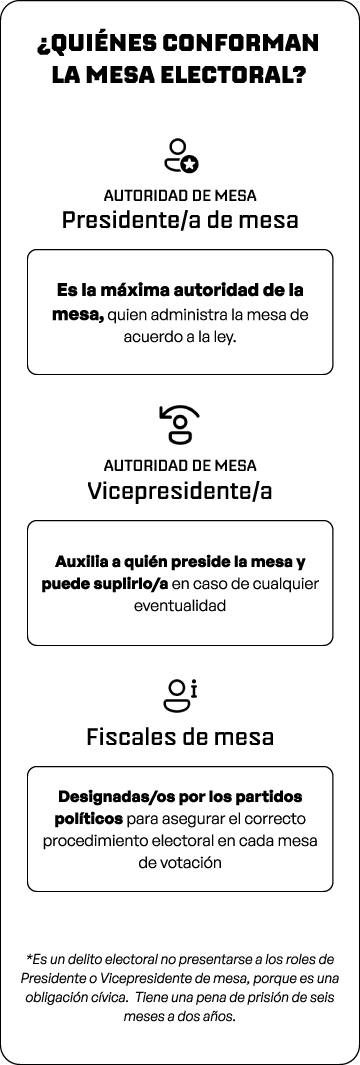 ¿QUIÉNES CONFORMAN
LA MESA ELECTORAL?
AUTORIDAD DE MESA
Presidente/a de mesa
Es la máxima autoridad de la
mesa, quien administra la mesa de
acuerdo a la ley.
AUTORIDAD DE MESA
Vicepresidente/a
Auxilia a quién preside la mesa y
puede suplirlo/a en caso de cualquier
eventualidad
Fiscales de mesa
Designadas/os por los partidos
políticos para asegurar el correcto
procedimiento electoral en cada mesa
de votación
*Es un delito electoral no presentarse a los roles de
Presidente o Vicepresidente de mesa, porque es una
obligación cívica. Tiene una pena de prisión de seis
meses a dos años.